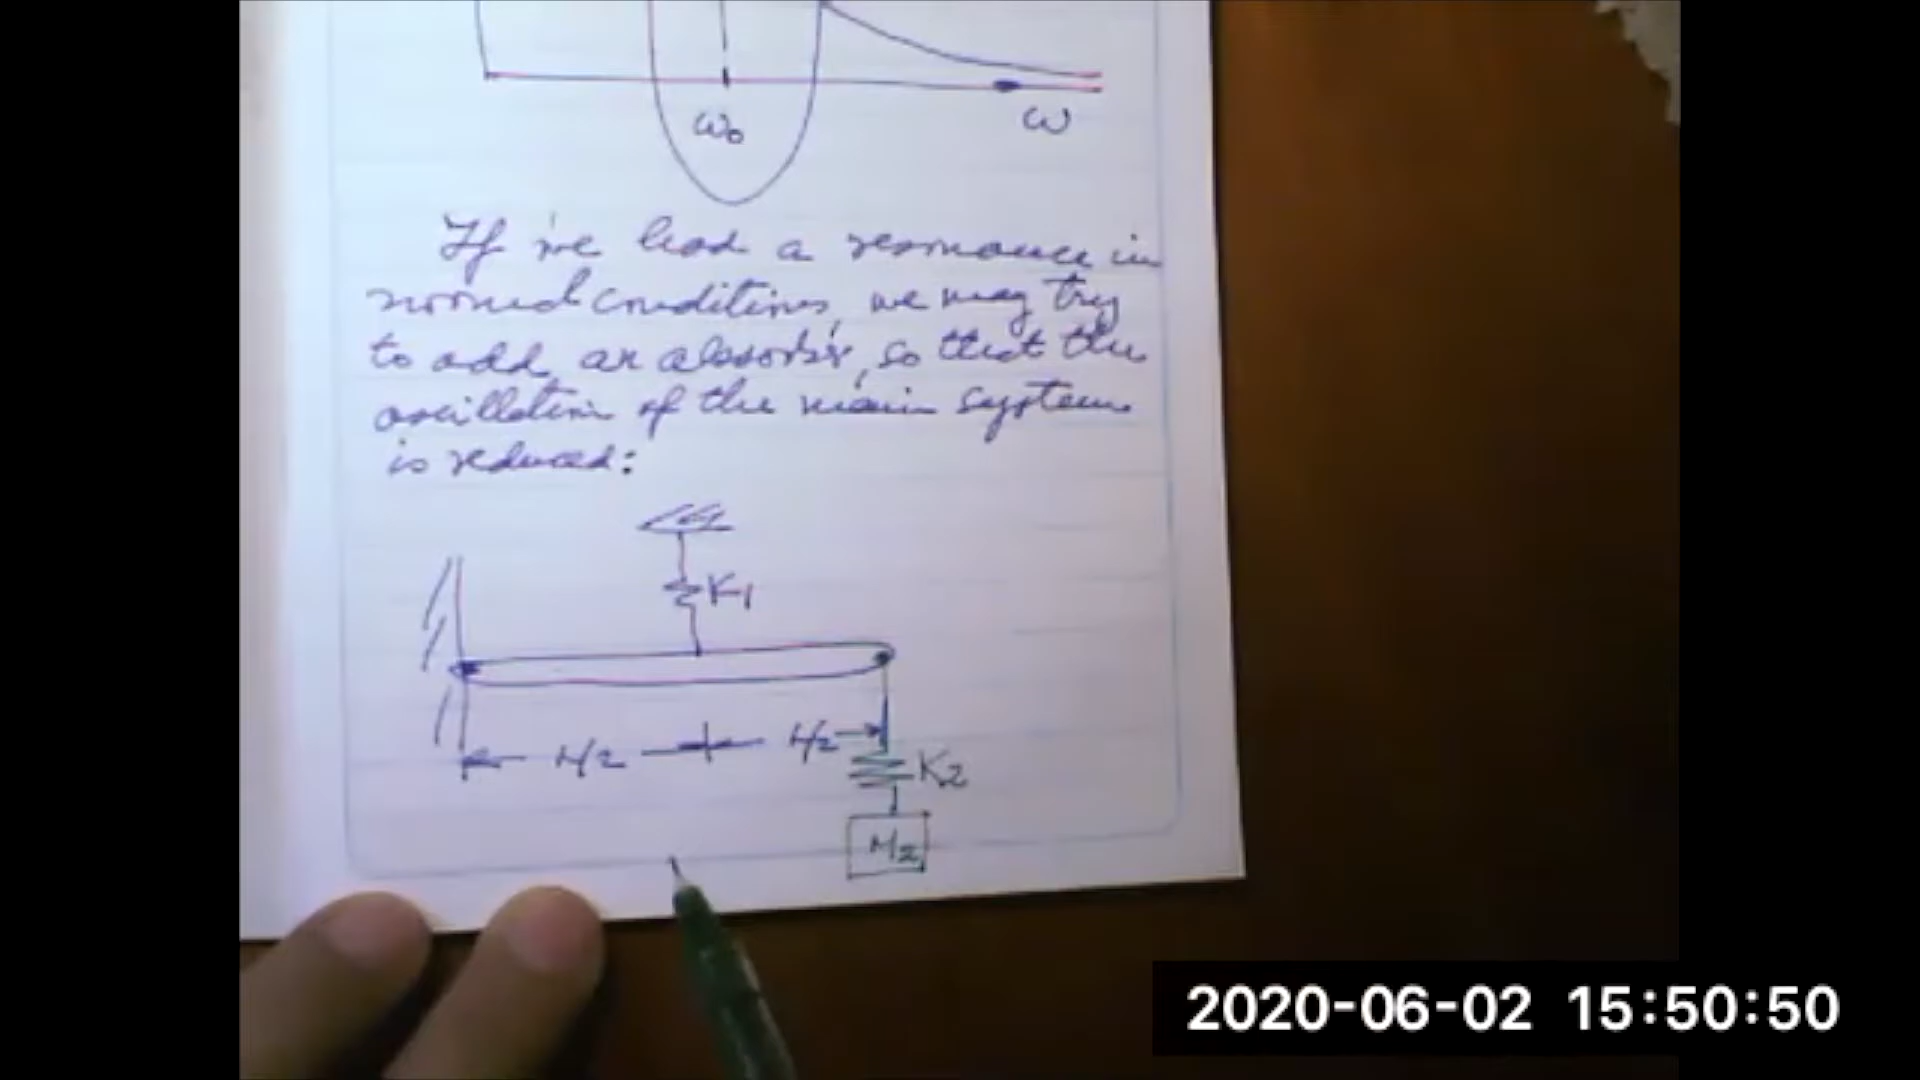 ω₀
ω
If we had a resonance in
normal conditions, we may try
to add an absorber, so that the
oscillation of the main system
is reduced:
K1
L/2
L/2
K2
M2
2020-06-02 15:50:50